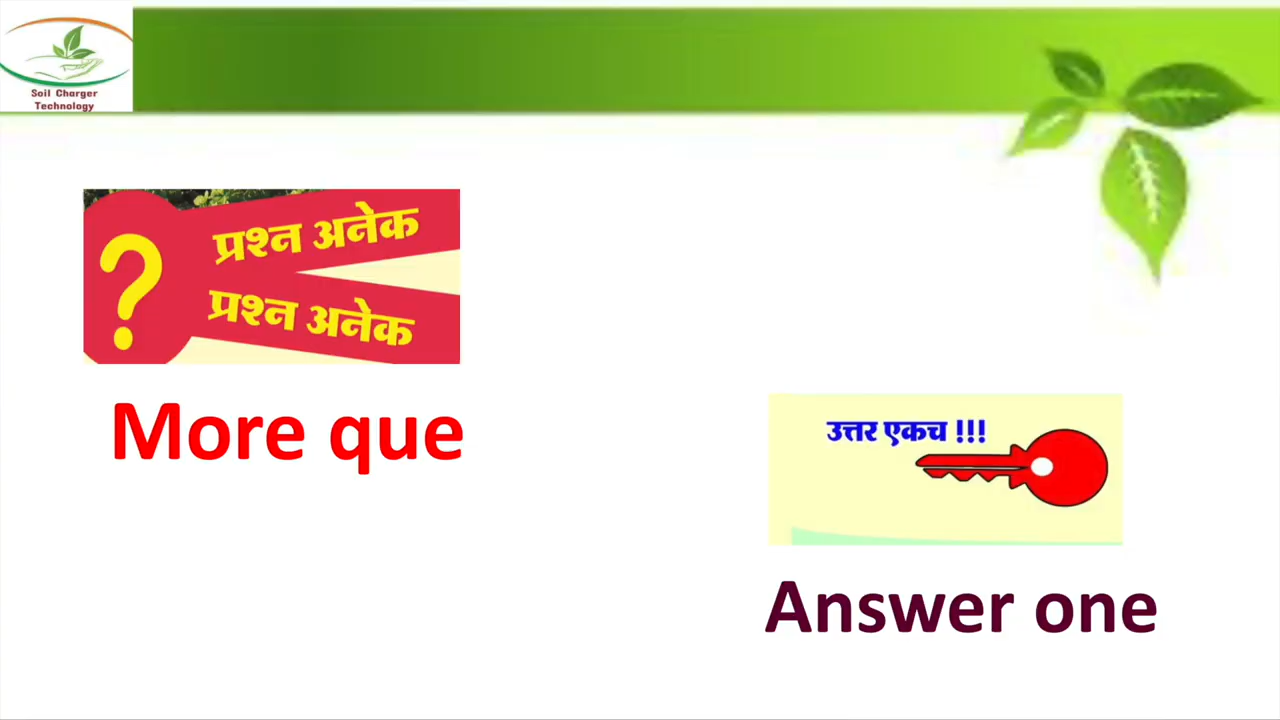 Soil Charger
Technology
?
प्रश्न अनेक
प्रश्न अनेक
More que
उत्तर एकच !!!
Answer one